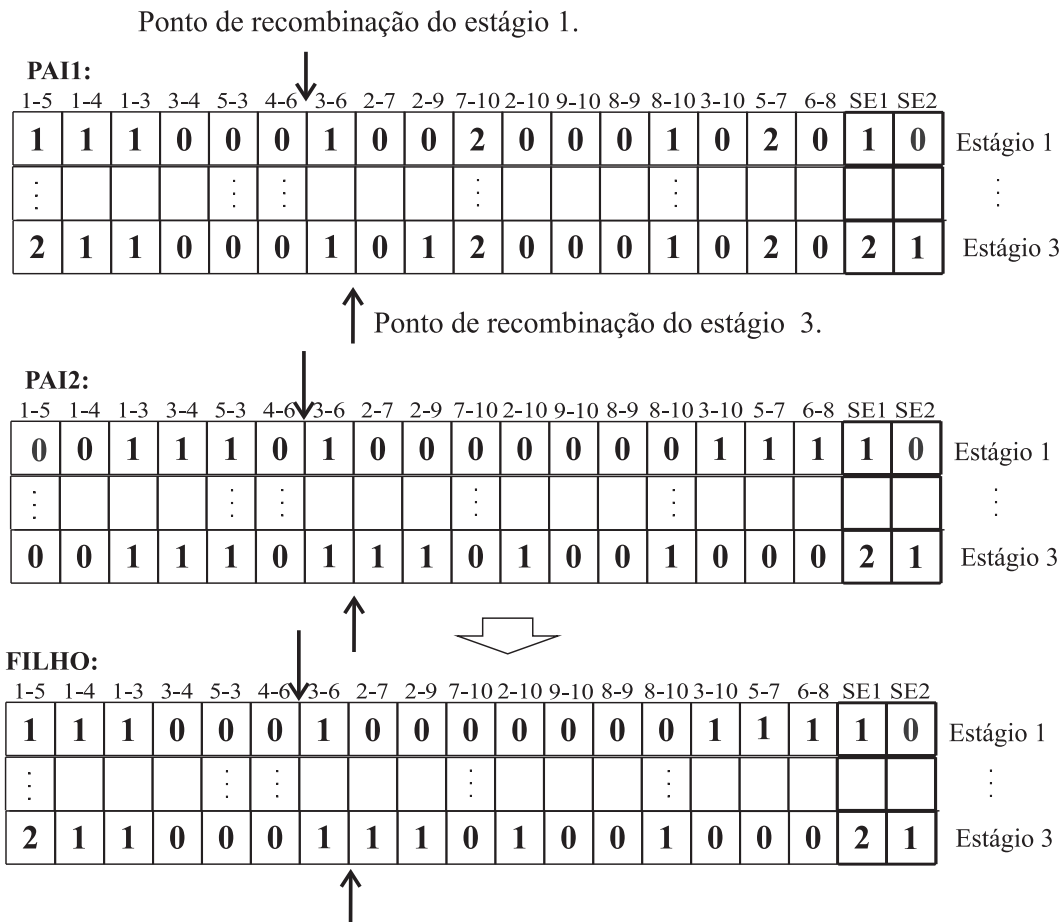 Ponto de recombinação do estágio 1.
PAI1:
1-5 1-4 1-3 3-4 5-3 4-6 3-6 2-7 2-9 7-10 2-10 9-10 8-9 8-10 3-10 5-7 6-8 SE1 SE2
1 1 1 0 0 0 1 0 0 2 0 0 0 1 0 2 0 1 0 Estágio 1
2 1 1 0 0 0 1 0 1 2 0 0 0 1 0 2 0 2 1 Estágio 3
Ponto de recombinação do estágio 3.
PAI2:
1-5 1-4 1-3 3-4 5-3 4-6 3-6 2-7 2-9 7-10 2-10 9-10 8-9 8-10 3-10 5-7 6-8 SE1 SE2
0 0 1 1 1 0 1 0 0 0 0 0 0 0 1 1 1 1 0 Estágio 1
0 0 1 1 1 0 1 1 1 0 1 0 0 1 0 0 0 2 1 Estágio 3
FILHO:
1-5 1-4 1-3 3-4 5-3 4-6 3-6 2-7 2-9 7-10 2-10 9-10 8-9 8-10 3-10 5-7 6-8 SE1 SE2
1 1 1 0 0 0 1 0 0 0 0 0 0 0 1 1 1 1 0 Estágio 1
2 1 1 0 0 0 1 1 1 0 1 0 0 1 0 0 0 2 1 Estágio 3